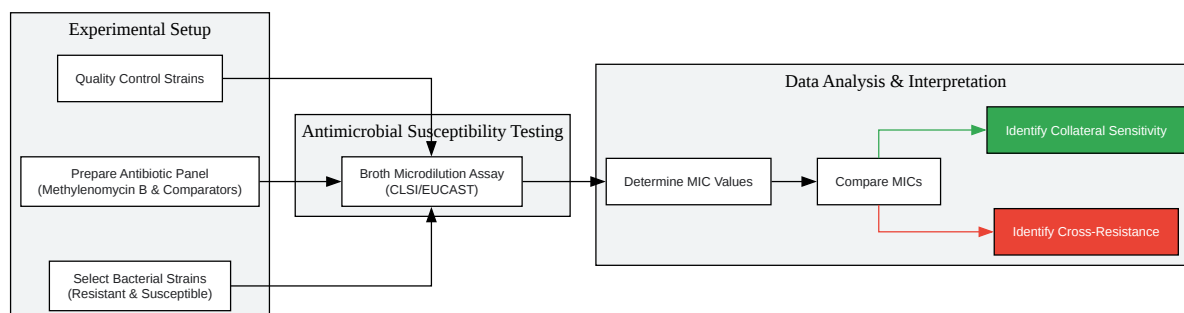 Experimental Setup
Quality Control Strains
Prepare Antibiotic Panel
(Methylenomycin B & Comparators)
Select Bacterial Strains
(Resistant & Susceptible)
Antimicrobial Susceptibility Testing
Broth Microdilution Assay
(CLSI/EUCAST)
Data Analysis & Interpretation
Determine MIC Values
Compare MICs
Identify Collateral Sensitivity
Identify Cross-Resistance